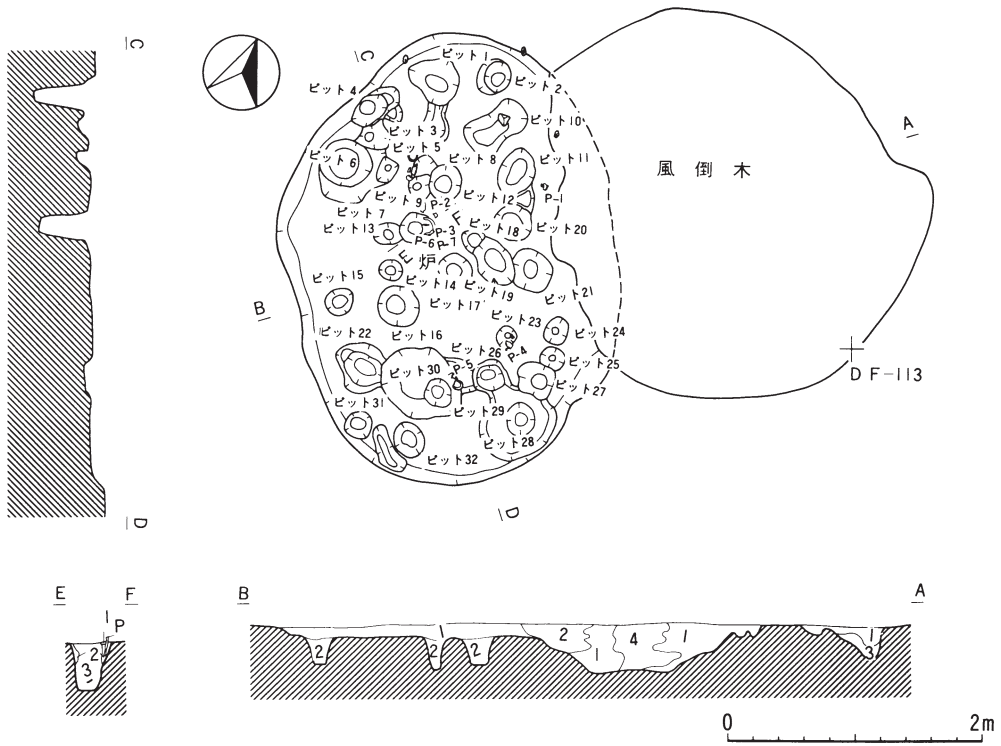 C
C
ピット1
ピット2
ピット4
ピット10
A
ピット3
ピット5
ピット6
ピット8
ピット11
風倒木
ピット9
P-2
ピット12
P-1
ピット7
F
ピット13
P-3
ピット18
ピット20
P-6
P-7
E
炉
ピット15
ピット14
ピット19
ピット21
B
ピット17
ピット23
ピット22
ピット16
ピット24
ピット26
P-4
ピット30
P-5
ピット25
ピット27
DF-113
ピット31
ピット29
ピット28
ピット32
D
D
E
F
B
A
P
1
2
3
1
2
2
2
2
1
4
1
1
3
0
2m